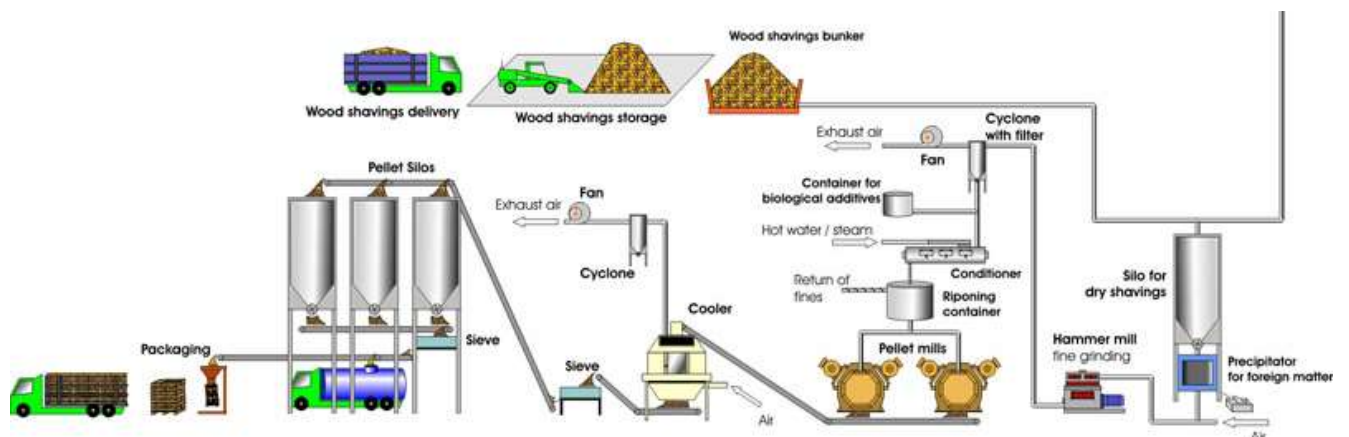 Wood shavings bunker
Wood shavings delivery
Wood shavings storage
Cyclone
with filter
Exhaust air
Fan
Pellet Silos
Container for
biological additives
Fan
Exhaust air
Hot water / steam
Cyclone
Conditioner
Silo for
dry shavings
Return of
fines
Riponing
container
Cooler
Sieve
Packaging
Pellet mills
Hammer mill
fine grinding
Sieve
Precipitator
for foreign matter
Air
Air